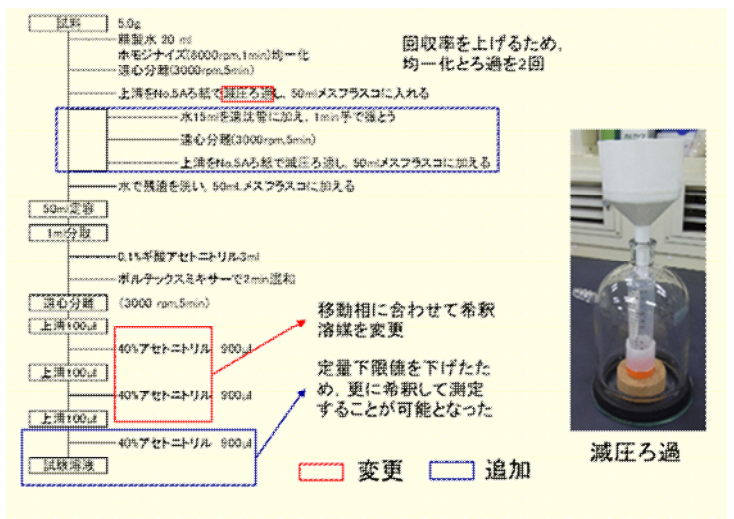 試料 5.0g
精製水 20 ml
ホモジナイズ(8000rpm,1min)均一化
遠心分離(3000rpm,5min)
上清をNo.5Aろ紙で減圧ろ過し、50mlメスフラスコに入れる
水15mlを遠沈管に加え、1min手で振とう
遠心分離(3000rpm,5min)
上清をNo.5Aろ紙で減圧ろ過し、50mlメスフラスコに加える
水で残渣を洗い、50mLメスフラスコに加える
50ml定容
1ml分取
0.1%ギ酸アセトニトリル3ml
ボルテックスミキサーで2min混和
遠心分離 (3000 rpm,5min)
上清100μl
40%アセトニトリル 900μl
上清100μl
40%アセトニトリル 900μl
上清100μl
40%アセトニトリル 900μl
試験溶液
回収率を上げるため、
均一化とろ過を2回
移動相に合わせて希釈
溶媒を変更
定量下限値を下げたた
め、更に希釈して測定
することが可能となった
変更 追加
減圧ろ過